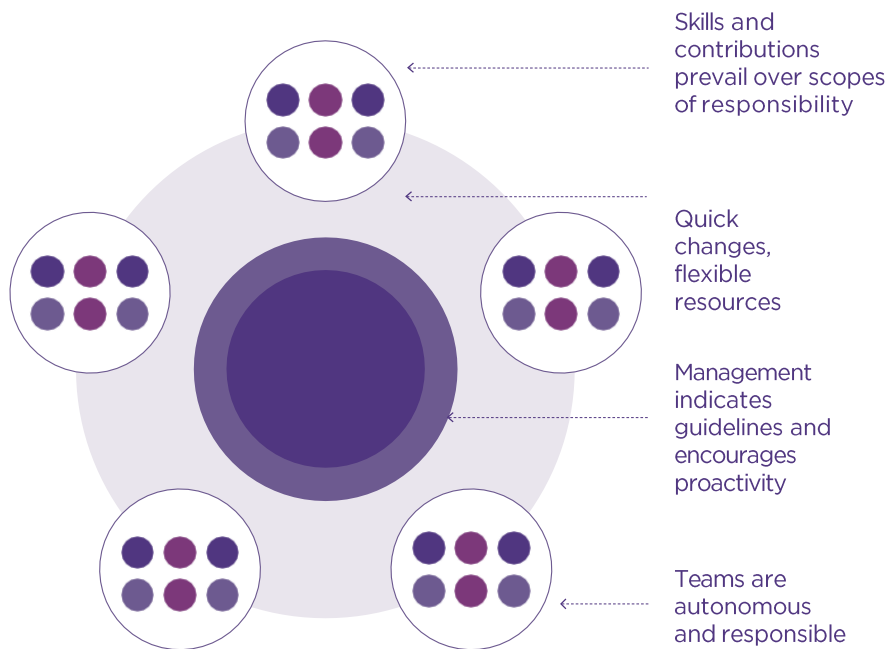 Skills and
contributions
prevail over scopes
of responsibility
Quick
changes,
flexible
resources
Management
indicates
guidelines and
encourages
proactivity
Teams are
autonomous
and responsible